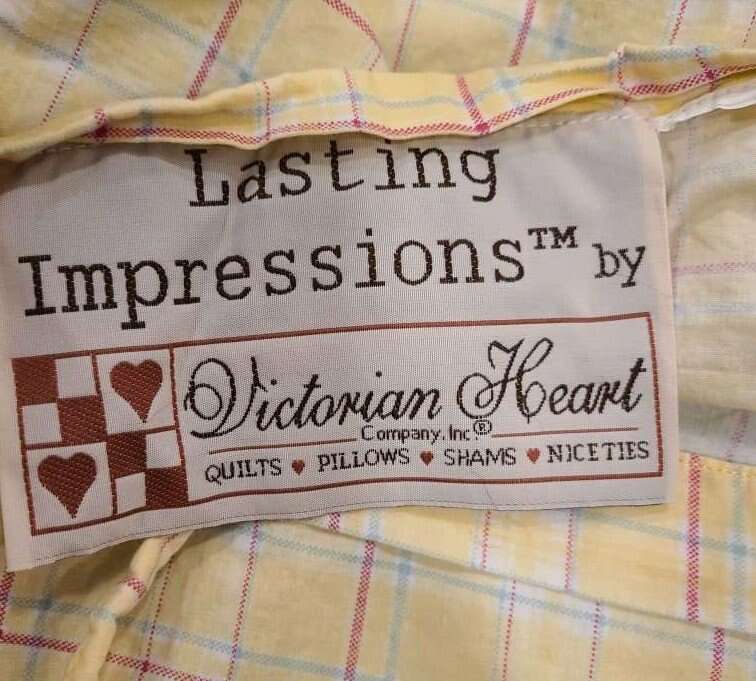 Lasting
Impressions™ by
Victorian Heart
Company, Inc®
QUILTS ♥ PILLOWS ♥ SHAMS ♥ NICETIES